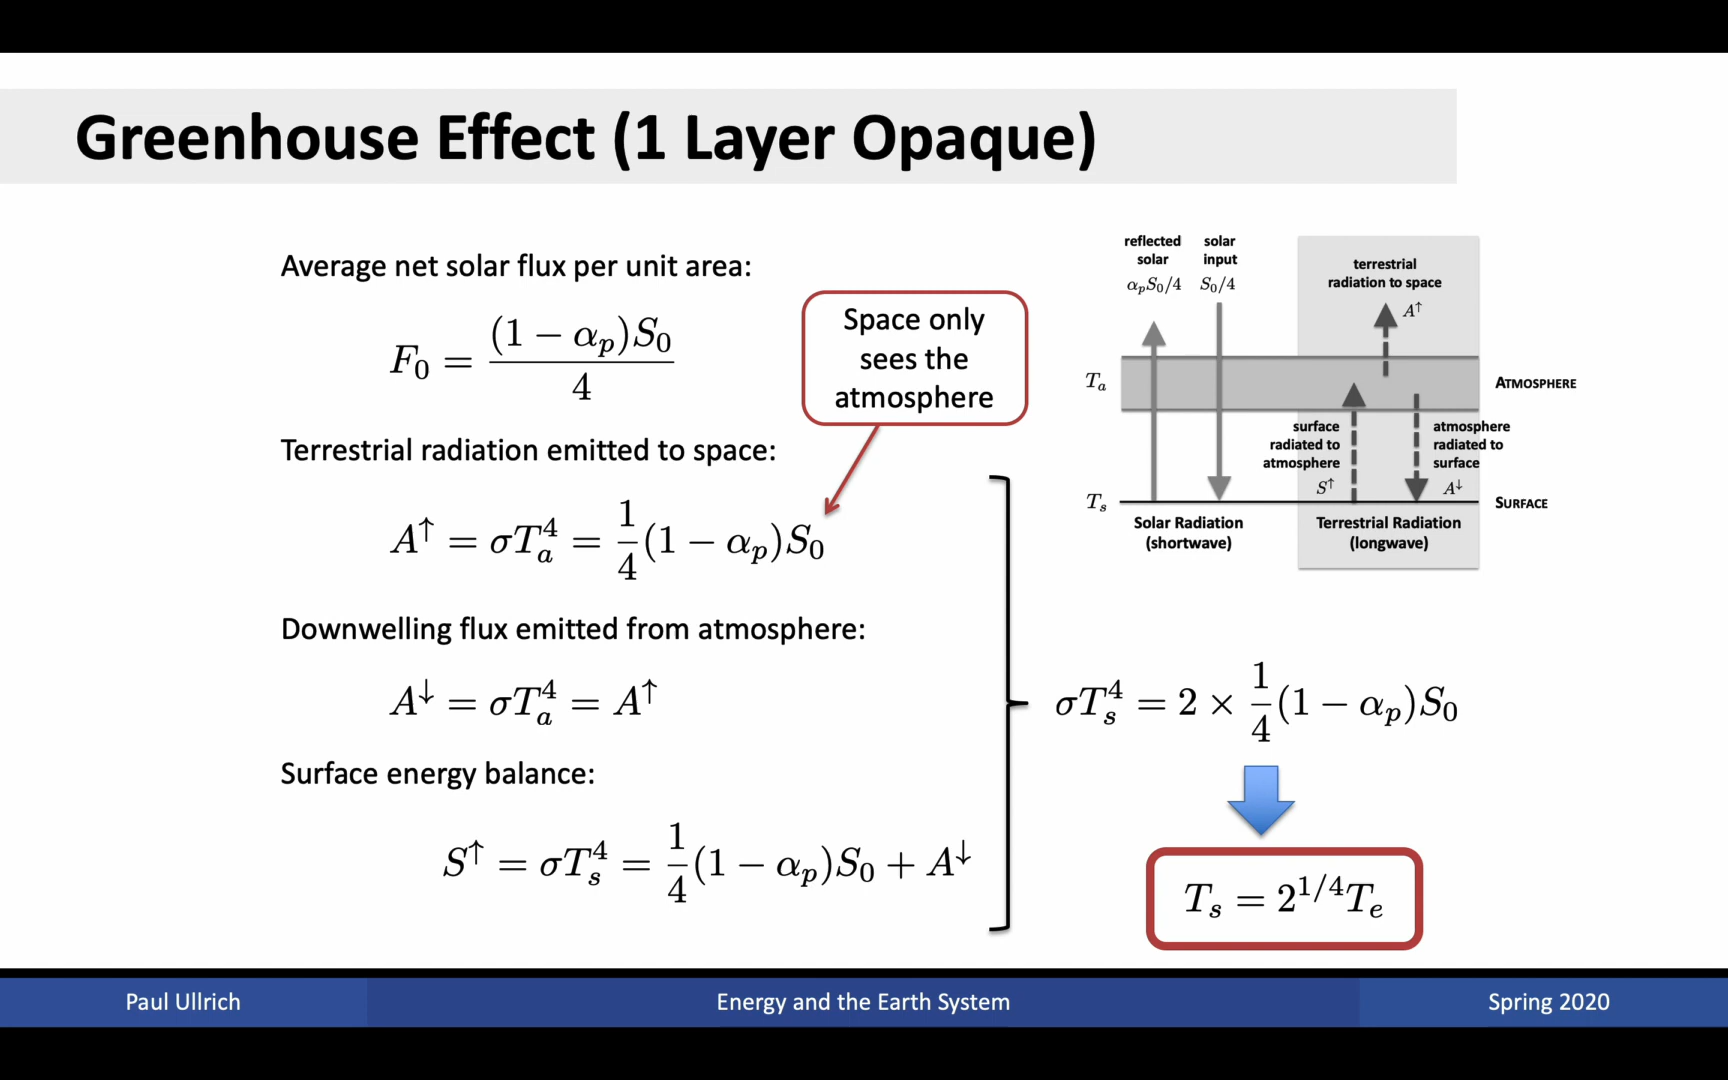 Greenhouse Effect (1 Layer Opaque)
Average net solar flux per unit area:
F₀ = (1 − αₚ)S₀ / 4
Space only
sees the
atmosphere
Terrestrial radiation emitted to space:
A↑ = σTₐ⁴ = 1/4 (1 − αₚ)S₀
Downwelling flux emitted from atmosphere:
A↓ = σTₐ⁴ = A↑
Surface energy balance:
S↑ = σTₛ⁴ = 1/4 (1 − αₚ)S₀ + A↓
reflected
solar
αₚS₀/4
solar
input
S₀/4
terrestrial
radiation to space
A↑
Tₐ
ATMOSPHERE
surface
radiated to
atmosphere
S↑
atmosphere
radiated to
surface
A↓
Tₛ
SURFACE
Solar Radiation
(shortwave)
Terrestrial Radiation
(longwave)
σTₛ⁴ = 2 × 1/4 (1 − αₚ)S₀
Tₛ = 2^{1/4}Tₑ
Paul Ullrich
Energy and the Earth System
Spring 2020